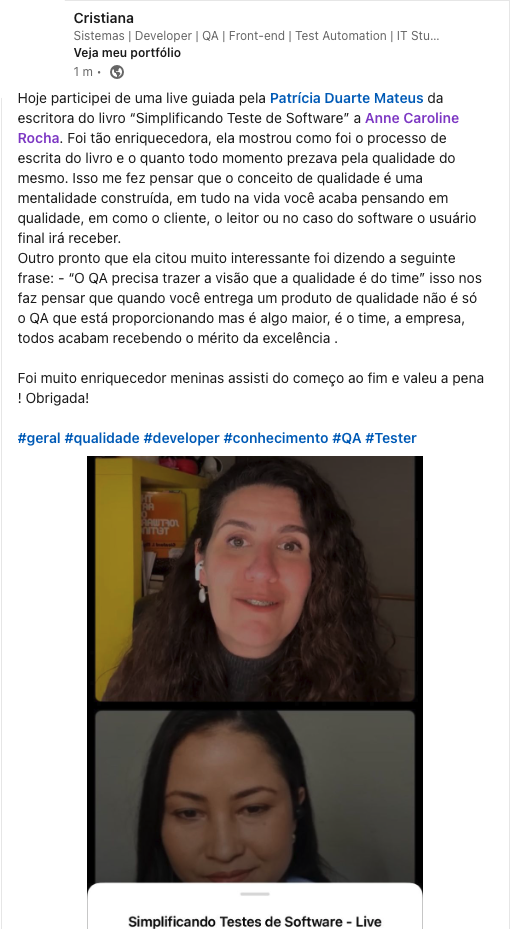 Cristiana
Sistemas | Developer | QA | Front-end | Test Automation | IT Stu...
Veja meu portfólio
1 m •
Hoje participei de uma live guiada pela Patrícia Duarte Mateus da
escritora do livro “Simplificando Teste de Software” a Anne Caroline
Rocha. Foi tão enriquecedora, ela mostrou como foi o processo de
escrita do livro e o quanto todo momento prezava pela qualidade do
mesmo. Isso me fez pensar que o conceito de qualidade é uma
mentalidade construída, em tudo na vida você acaba pensando em
qualidade, em como o cliente, o leitor ou no caso do software o usuário
final irá receber.
Outro pronto que ela citou muito interessante foi dizendo a seguinte
frase: - “O QA precisa trazer a visão que a qualidade é do time” isso nos
faz pensar que quando você entrega um produto de qualidade não é só
o QA que está proporcionando mas é algo maior, é o time, a empresa,
todos acabam recebendo o mérito da excelência .
Foi muito enriquecedor meninas assisti do começo ao fim e valeu a pena
! Obrigada!
#geral #qualidade #developer #conhecimento #QA #Tester
Simplificando Testes de Software - Live